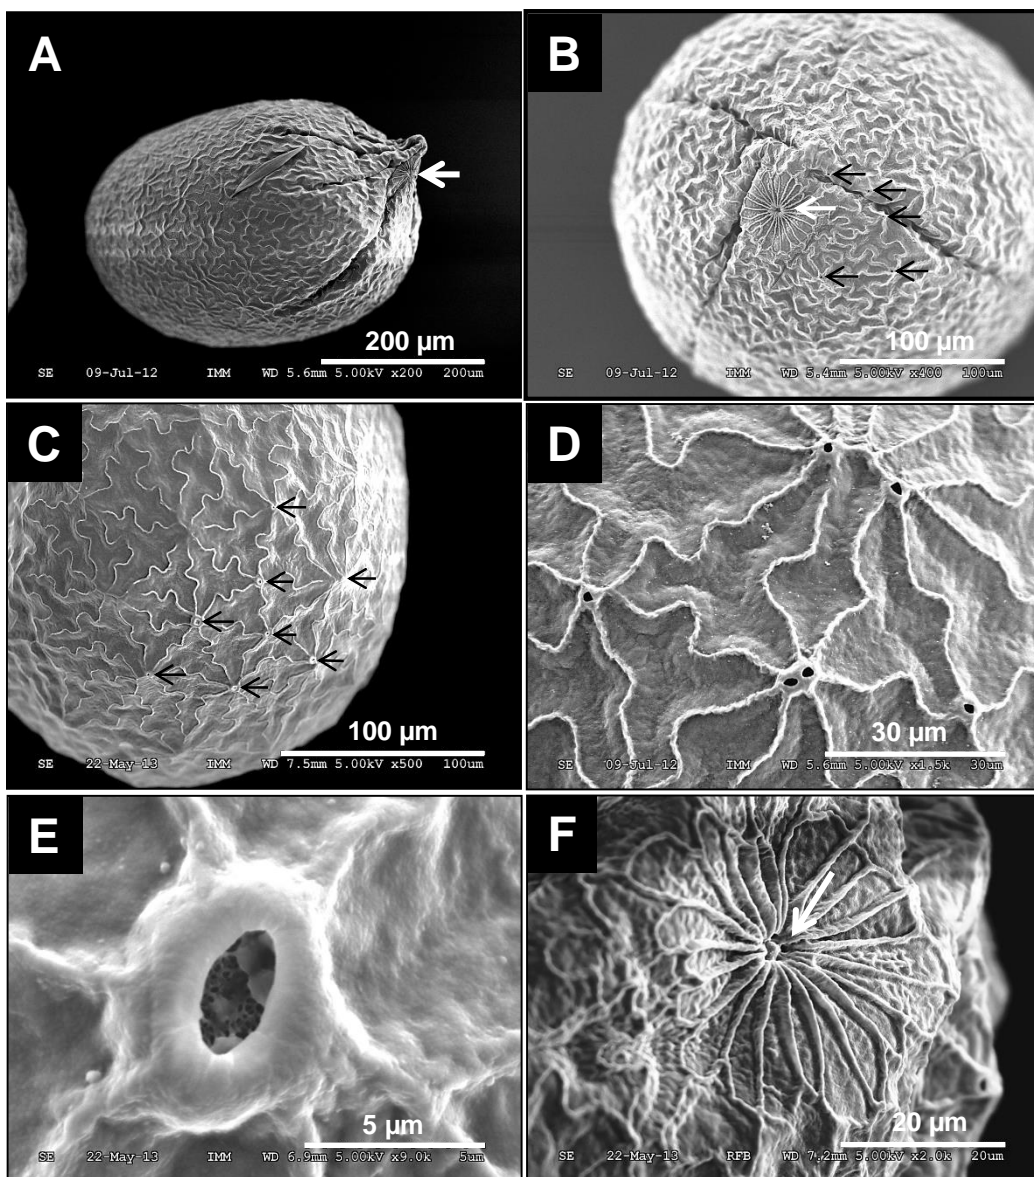 A
200 µm
SE 09-Jul-12 IMM WD 5.6mm 5.00kV x200 200um
B
100 µm
SE 09-Jul-12 IMM WD 5.4mm 5.00kV x400 100um
C
100 µm
SE 22-May-13 IMM WD 7.5mm 5.00kV x500 100um
D
30 µm
SE 09-Jul-12 IMM WD 5.6mm 5.00kV x1.5k 30um
E
5 µm
SE 22-May-13 IMM WD 6.9mm 5.00kV x9.0k 5um
F
20 µm
SE 22-May-13 RFB WD 7.2mm 5.00kV x2.0k 20um